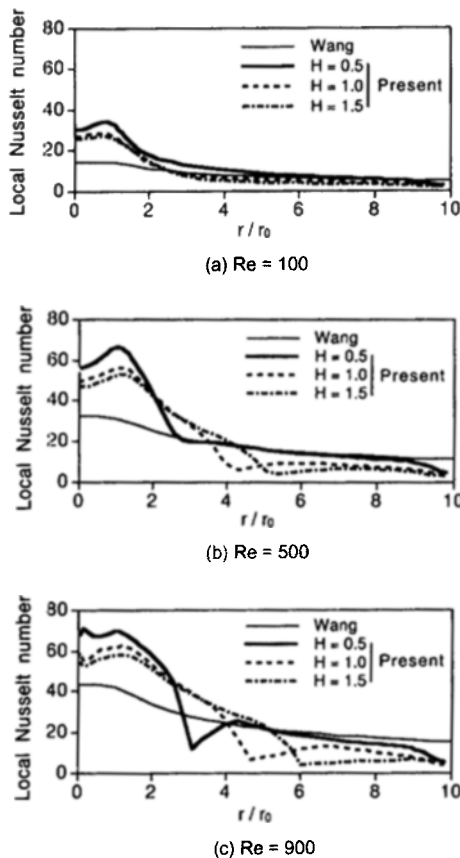 Local Nusselt number
80
60
40
20
0
Wang
H = 0.5
H = 1.0
H = 1.5
Present
0 2 4 6 8 10
r / r0
(a) Re = 100
Local Nusselt number
80
60
40
20
0
Wang
H = 0.5
H = 1.0
H = 1.5
Present
0 2 4 6 8 10
r / r0
(b) Re = 500
Local Nusselt number
80
60
40
20
0
Wang
H = 0.5
H = 1.0
H = 1.5
Present
0 2 4 6 8 10
r / r0
(c) Re = 900